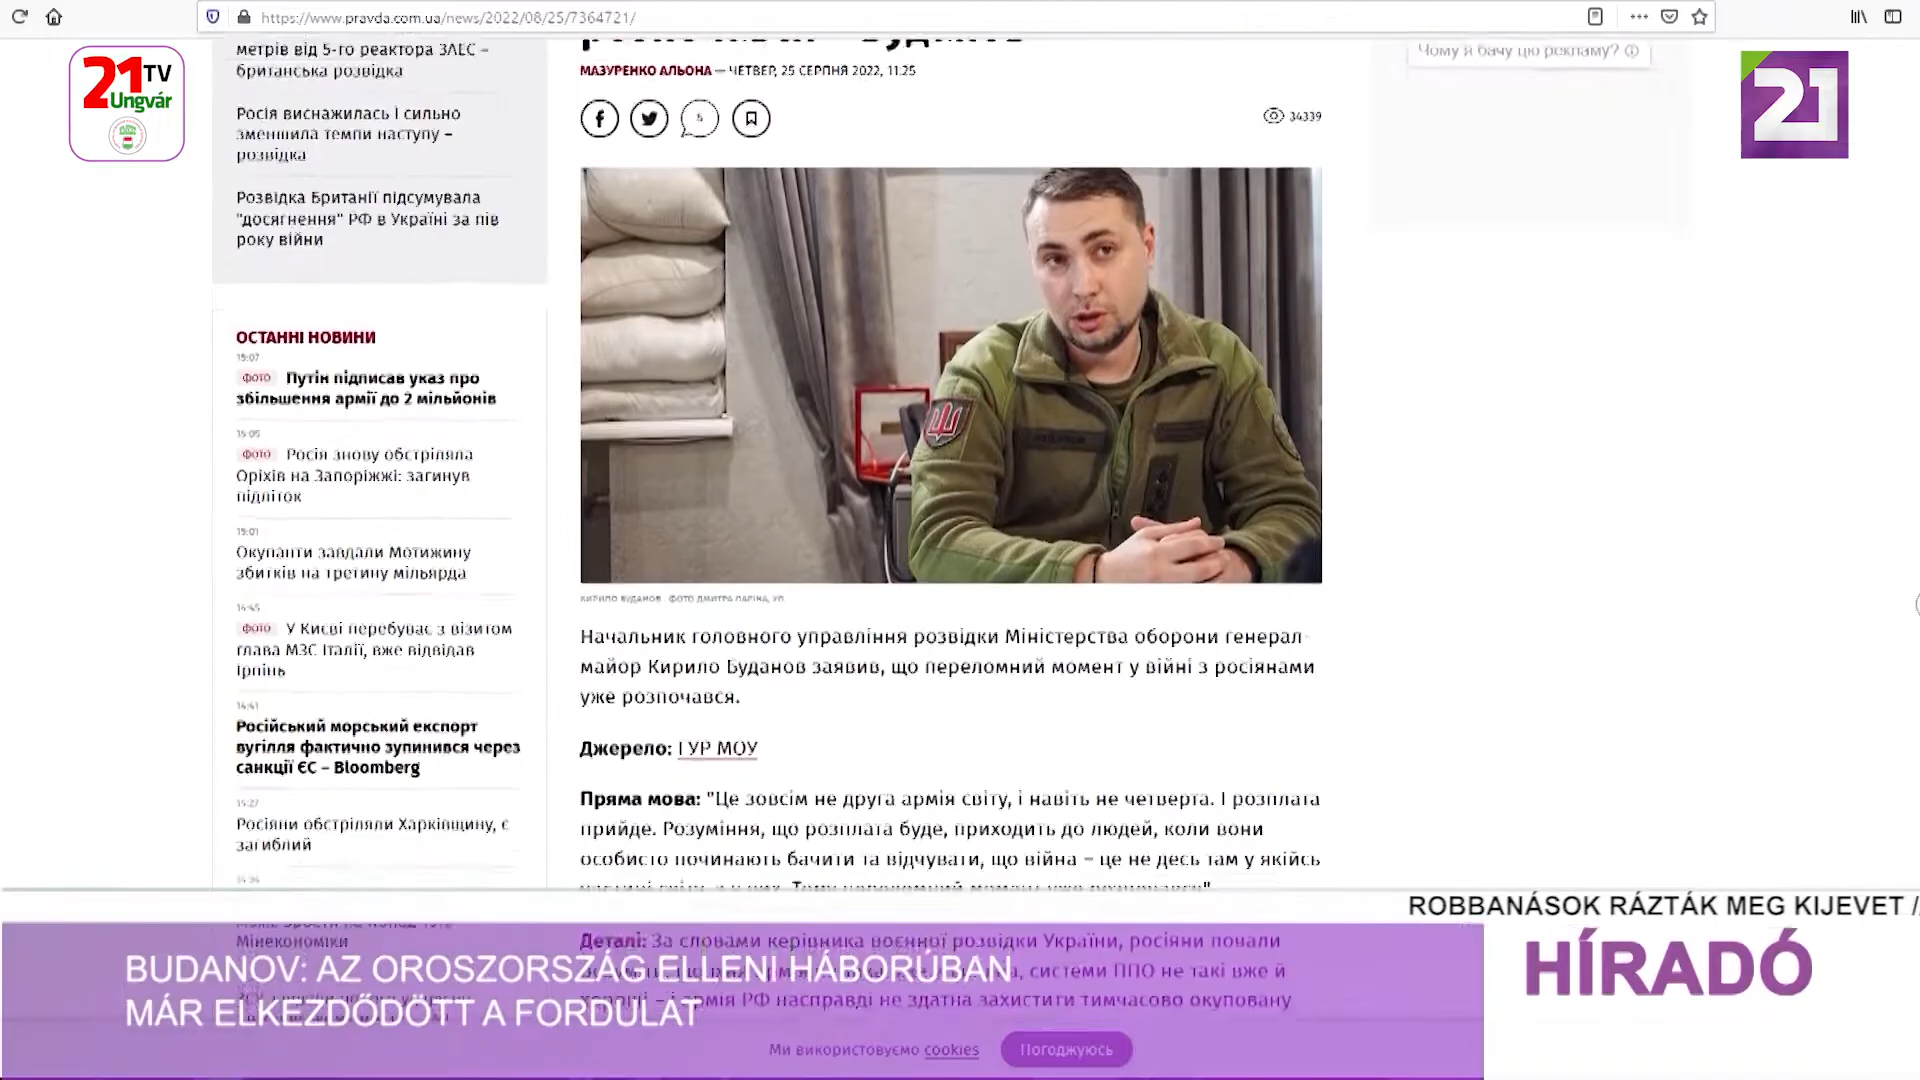 https://www.pravda.com.ua/news/2022/08/25/7364721/
21 TV
Ungvár
21
метрів від 5-го реактора ЗАЕС –
британська розвідка
Росія виснажилась і сильно
зменшила темпи наступу –
розвідка
Розвідка Британії підсумувала
"досягнення" РФ в Україні за пів
року війни
ОСТАННІ НОВИНИ
15:07
ФОТО Путін підписав указ про
збільшення армії до 2 мільйонів
15:05
ФОТО Росія знову обстріляла
Оріхів на Запоріжжі: загинув
підліток
15:01
Окупанти завдали Мотижину
збитків на третину мільярда
14:45
ФОТО У Києві перебуває з візитом
глава МЗС Італії, вже відвідав
Ірпінь
14:41
Російський морський експорт
вугілля фактично зупинився через
санкції ЄС – Bloomberg
14:27
Росіяни обстріляли Харківщину, є
загиблий
Мінекономіки
МАЗУРЕНКО АЛЬОНА — ЧЕТВЕР, 25 СЕРПНЯ 2022, 11:25
5
34339
Чому я бачу цю рекламу?
КИРИЛО БУДАНОВ. ФОТО ДМИТРА ЛАРІНА, УП
Начальник головного управління розвідки Міністерства оборони генерал-
майор Кирило Буданов заявив, що переломний момент у війні з росіянами
уже розпочався.
Джерело: ГУР МОУ
Пряма мова: "Це зовсім не друга армія світу, і навіть не четверта. І розплата
прийде. Розуміння, що розплата буде, приходить до людей, коли вони
особисто починають бачити та відчувати, що війна – це не десь там у якійсь
Деталі: За словами керівника воєнної розвідки України, росіяни почали
системи ППО не такі вже й
армія РФ насправді не здатна захистити тимчасово окуповану
Ми використовуємо cookies
Погоджуюсь
ROBBANÁSOK RÁZTÁK MEG KIJEVET //
BUDANOV: AZ OROSZORSZÁG ELLENI HÁBORÚBAN
MÁR ELKEZDŐDÖTT A FORDULAT
HÍRADÓ